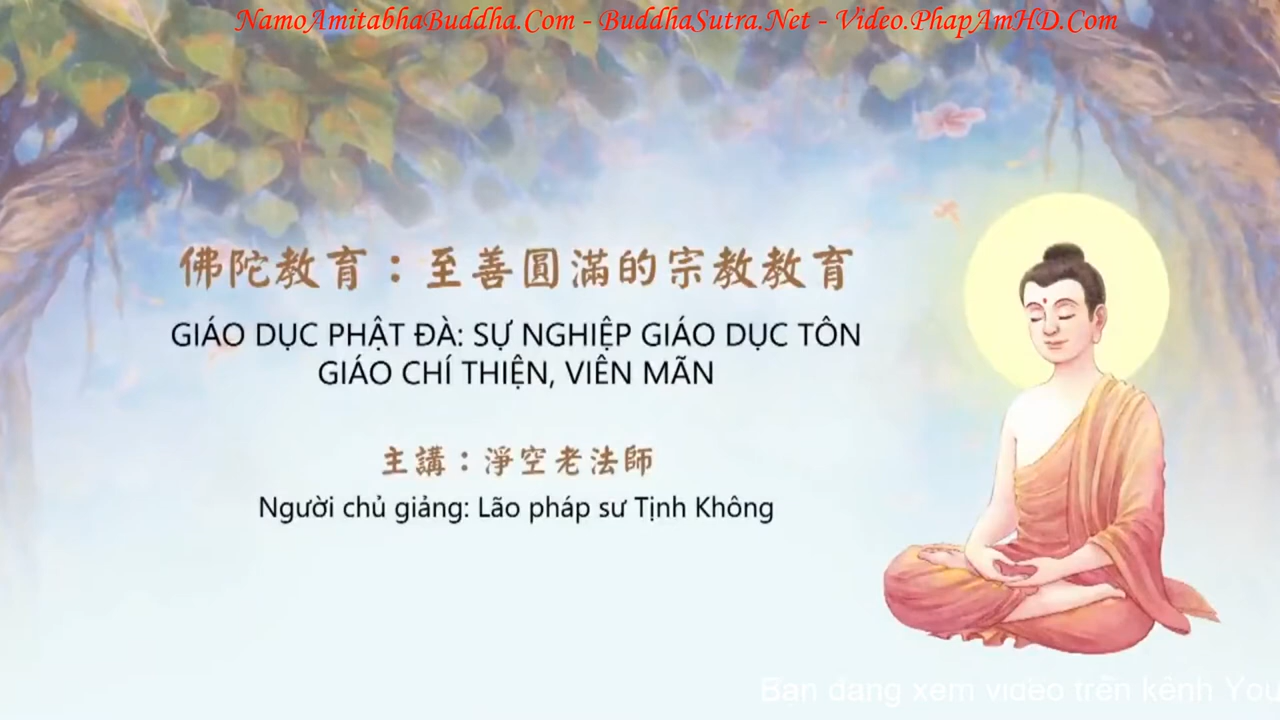 NamoAmitabhaBuddha.Com - BuddhaSutra.Net - Video.PhapAmHD.Com
佛陀教育：至善圓滿的宗教教育
GIÁO DỤC PHẬT ĐÀ: SỰ NGHIỆP GIÁO DỤC TÔN
GIÁO CHÍ THIỆN, VIÊN MÃN
主講：淨空老法師
Người chủ giảng: Lão pháp sư Tịnh Không
Bạn đang xem video trên kênh You